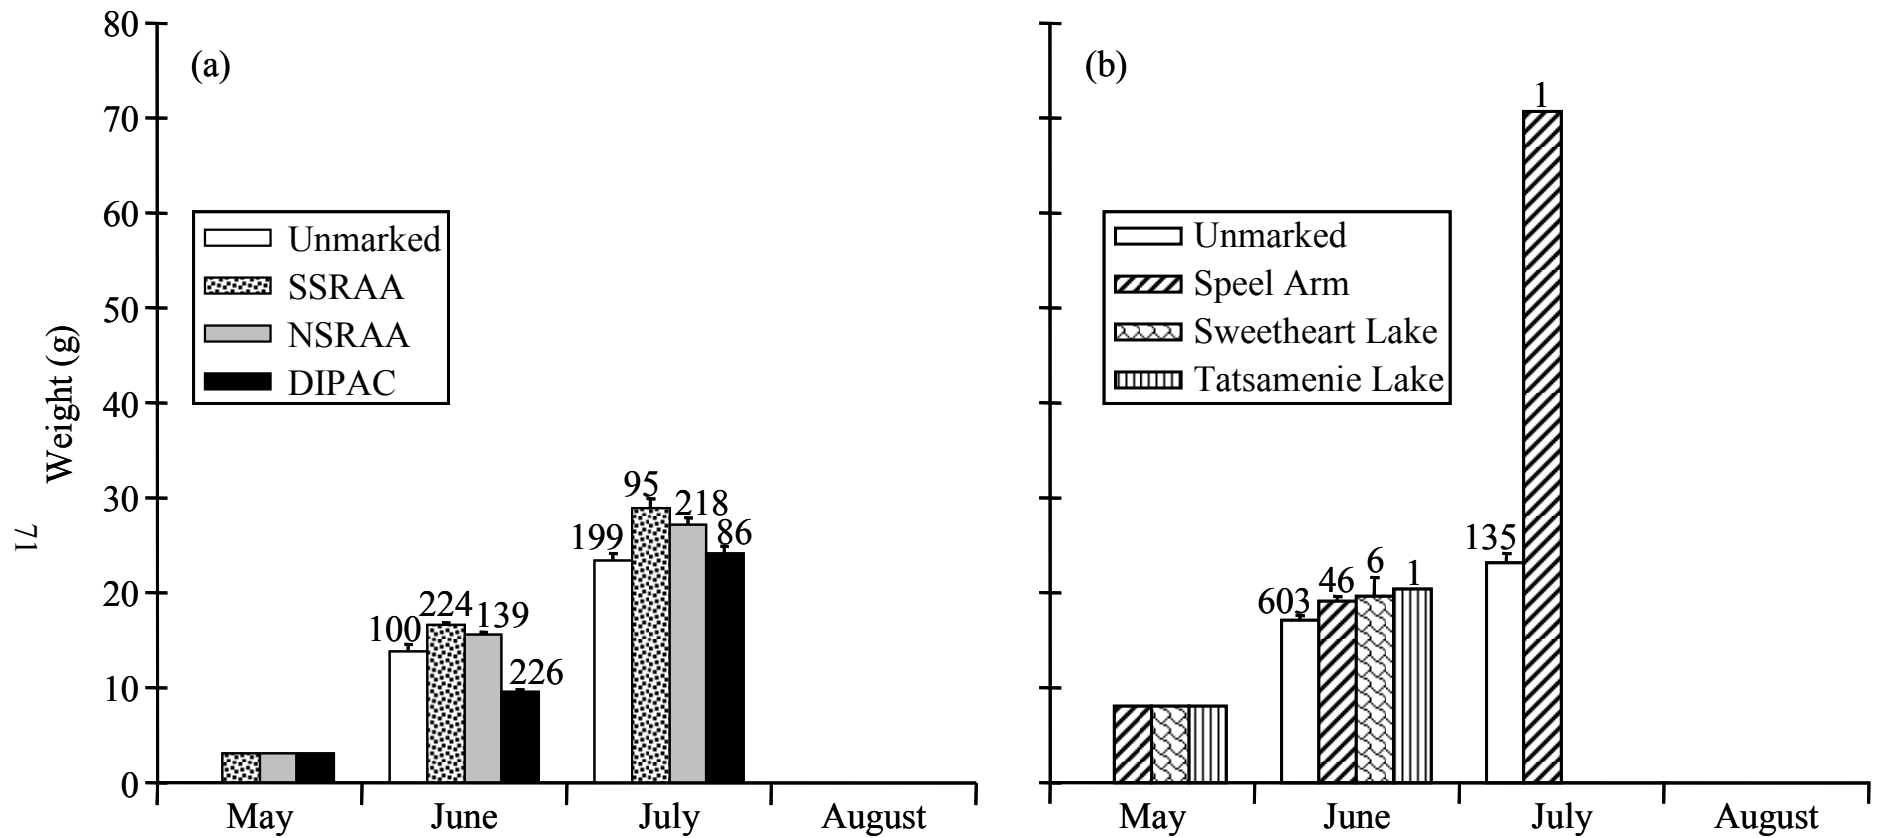 80
70
60
50
40
30
20
10
0
Weight (g)
71
(a)
Unmarked
SSRAA
NSRAA
DIPAC
100
224
139
226
199
95
218
86
May June July August
(b)
Unmarked
Speel Arm
Sweetheart Lake
Tatsamenie Lake
603
46
6
1
135
1
May June July August